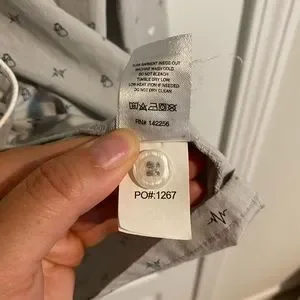 TURN GARMENT INSIDE OUT
MACHINE WASH COLD
DO NOT BLEACH
TUMBLE DRY LOW
LOW IRON IF NEEDED
DO NOT DRY CLEAN
RN# 142256
PO#:1267